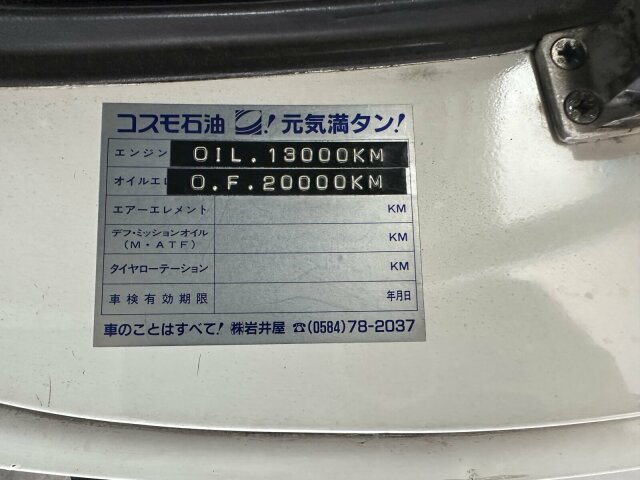 コスモ石油 ! 元気満タン!
エンジン OIL. 13000KM
オイルエレ O.F. 20000KM
エアーエレメント KM
デフ・ミッションオイル KM
(M・ATF)
タイヤローテーション KM
車検有効期限 年月日
車のことはすべて! ㈱岩井屋 ☎(0584)78-2037